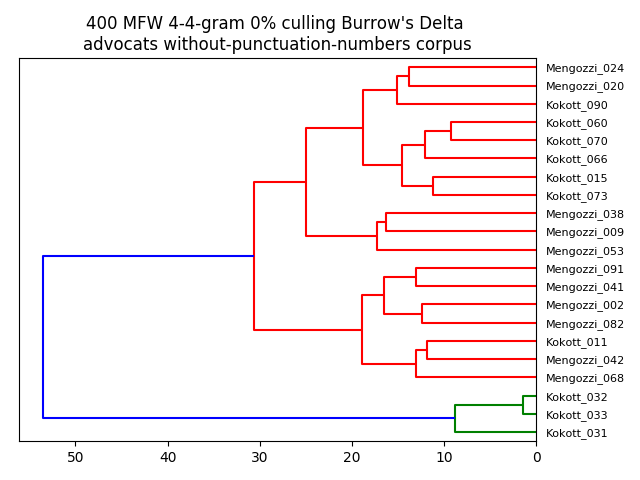 400 MFW 4-4-gram 0% culling Burrow's Delta
advocats without-punctuation-numbers corpus
Mengozzi_024
Mengozzi_020
Kokott_090
Kokott_060
Kokott_070
Kokott_066
Kokott_015
Kokott_073
Mengozzi_038
Mengozzi_009
Mengozzi_053
Mengozzi_091
Mengozzi_041
Mengozzi_002
Mengozzi_082
Kokott_011
Mengozzi_042
Mengozzi_068
Kokott_032
Kokott_033
Kokott_031
50 40 30 20 10 0